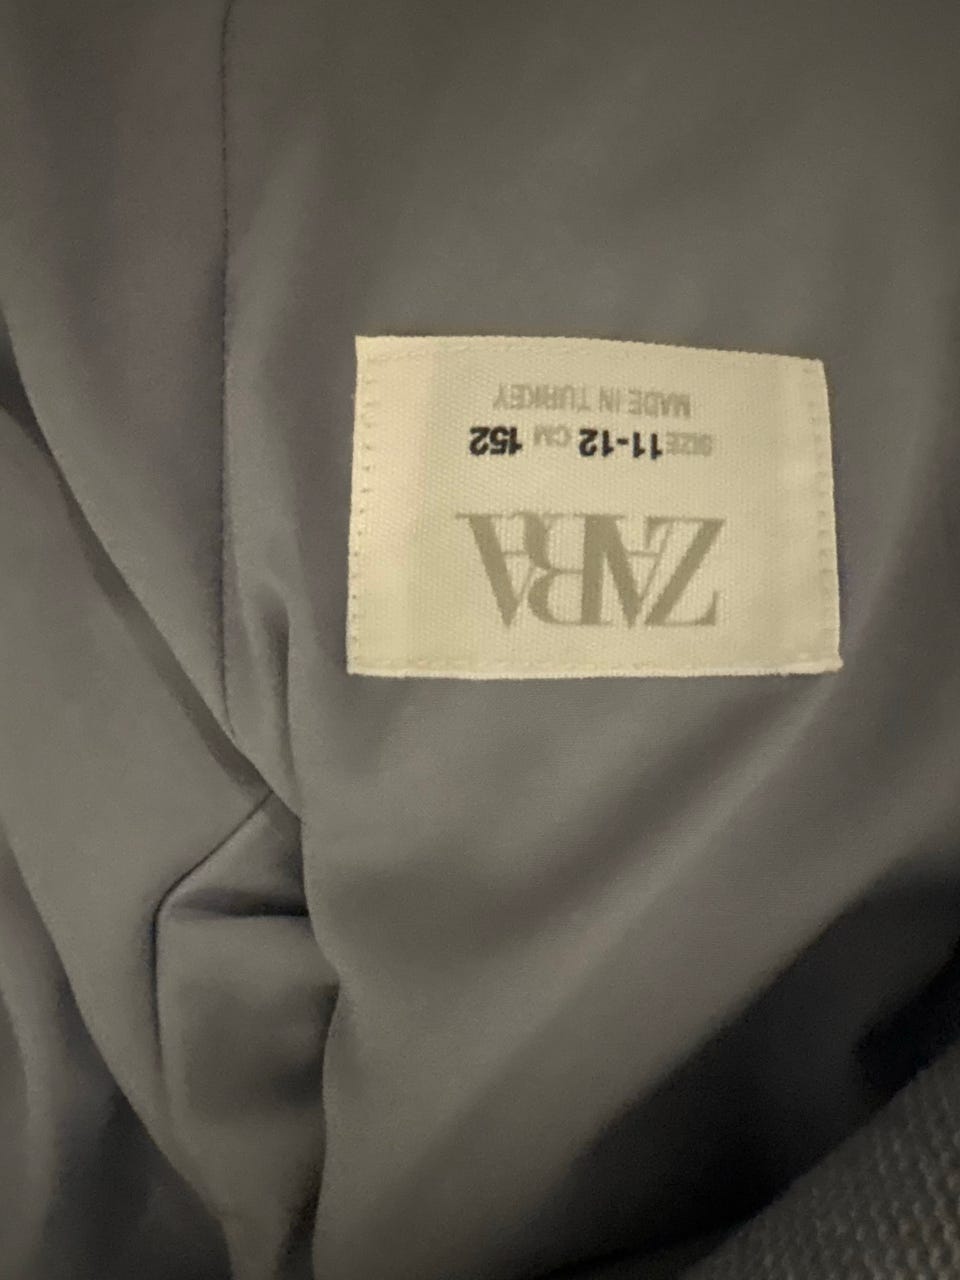 ZARA
SIZE 11-12 CM 152
MADE IN TURKEY